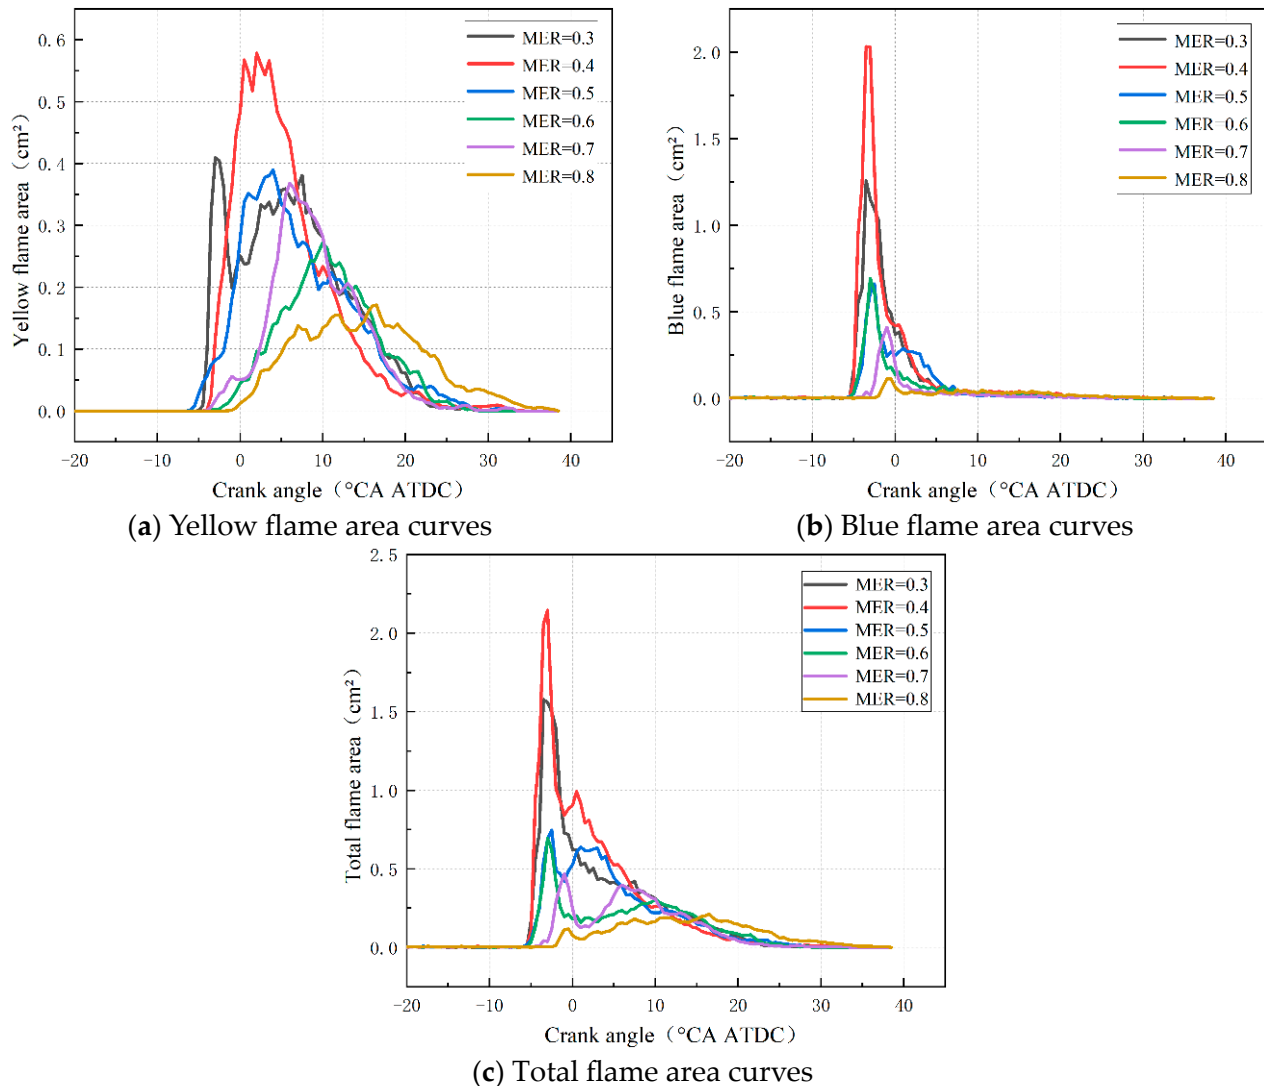 MER=0.3
MER=0.4
MER=0.5
MER=0.6
MER=0.7
MER=0.8
0.6
0.5
0.4
0.3
0.2
0.1
0.0
Yellow flame area（cm²）
-20 -10 0 10 20 30 40
Crank angle（°CA ATDC）
(a) Yellow flame area curves
MER=0.3
MER=0.4
MER=0.5
MER=0.6
MER=0.7
MER=0.8
2.0
1.5
1.0
0.5
0.0
Blue flame area（cm²）
-20 -10 0 10 20 30 40
Crank angle（°CA ATDC）
(b) Blue flame area curves
MER=0.3
MER=0.4
MER=0.5
MER=0.6
MER=0.7
MER=0.8
2.5
2.0
1.5
1.0
0.5
0.0
Total flame area（cm²）
-20 -10 0 10 20 30 40
Crank angle（°CA ATDC）
(c) Total flame area curves